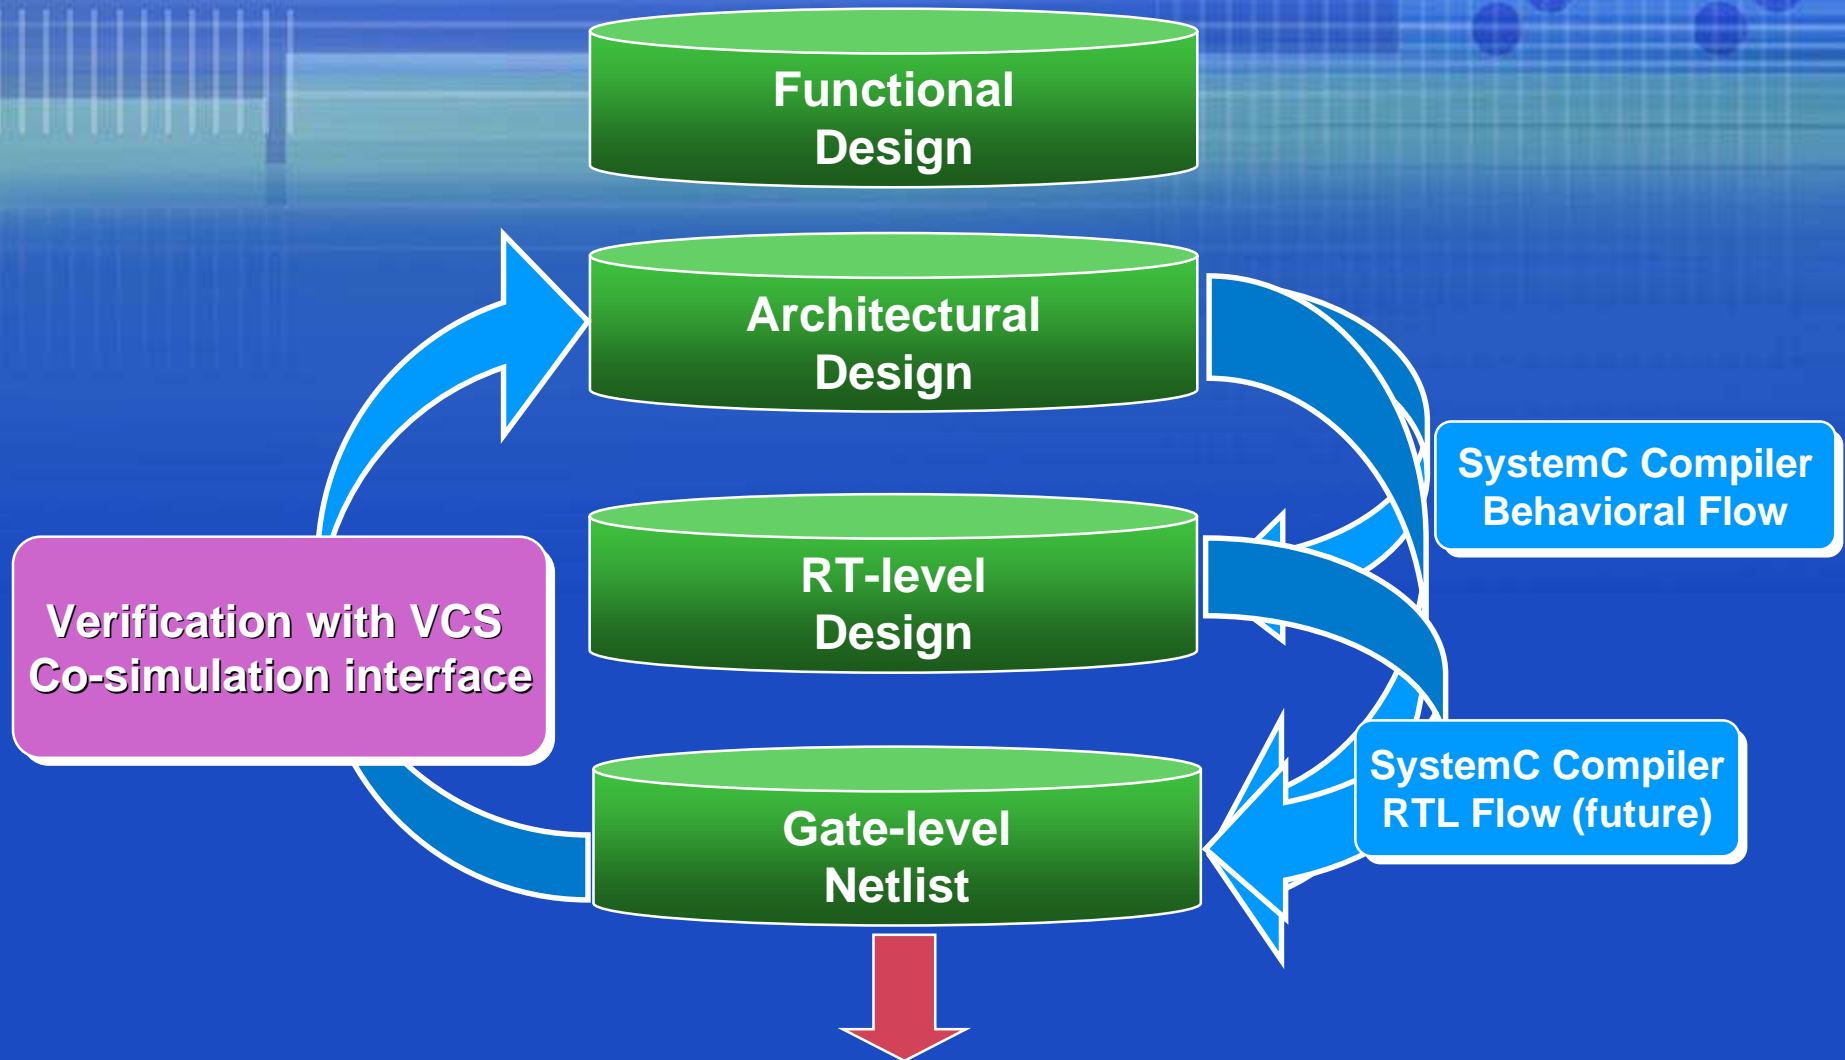 Functional
Design
Architectural
Design
SystemC Compiler
Behavioral Flow
RT-level
Design
Verification with VCS
Co-simulation interface
SystemC Compiler
RTL Flow (future)
Gate-level
Netlist